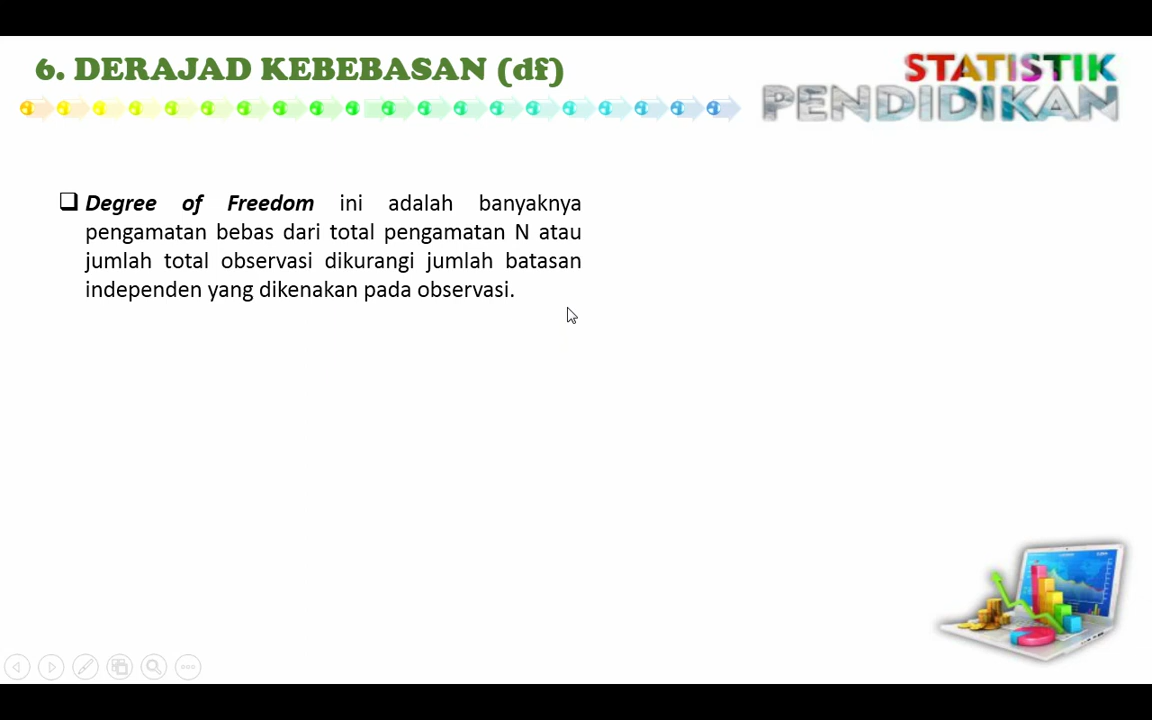 6. DERAJAD KEBEBASAN (df)
STATISTIK
PENDIDIKAN
Degree of Freedom ini adalah banyaknya
pengamatan bebas dari total pengamatan N atau
jumlah total observasi dikurangi jumlah batasan
independen yang dikenakan pada observasi.